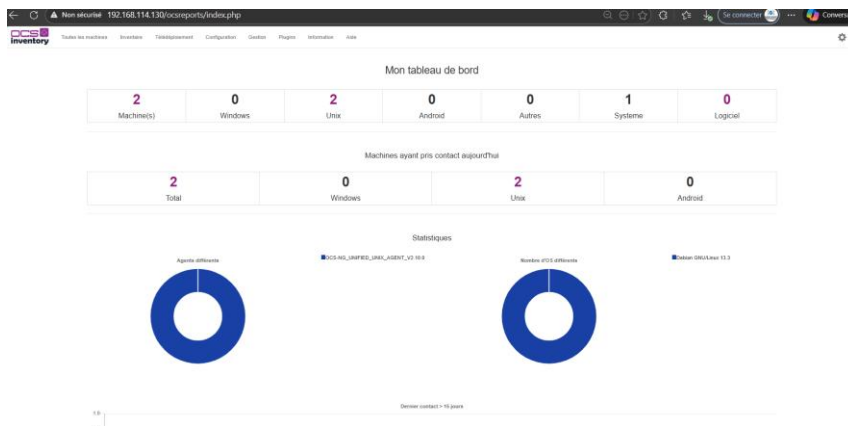 Non sécurisé 192.168.114.130/ocsreports/index.php Se connecter Convers
OCS inventory
Toutes les machines Inventaire Télédéploiement Configuration Gestion Plugins Information Aide
Mon tableau de bord
2 0 2 0 0 1 0
Machine(s) Windows Unix Android Autres Systeme Logiciel
Machines ayant pris contact aujourd'hui
2 0 2 0
Total Windows Unix Android
Statistiques
Agents différents OCS-NG_UNIFIED_UNIX_AGENT_V2.10.0 Nombre d'OS différents Debian GNU/Linux 13.3
Dernier contact > 15 jours
1.0